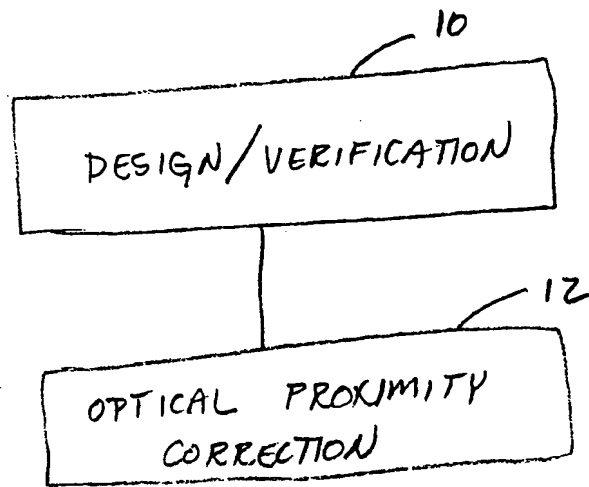 10
DESIGN/VERIFICATION
12
OPTICAL PROXIMITY
CORRECTION